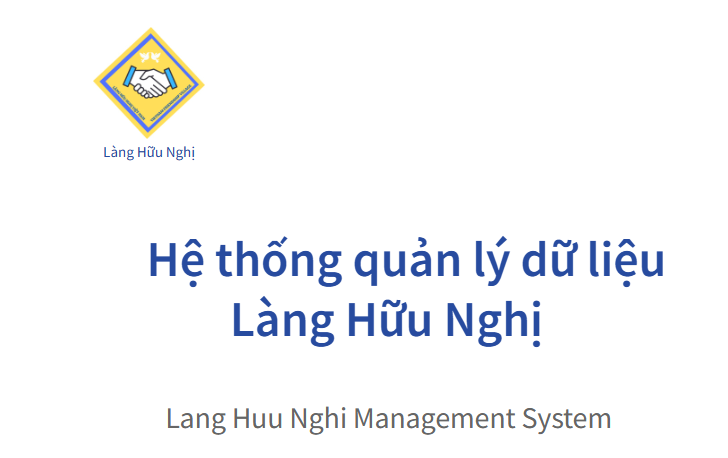 Làng Hữu Nghị
Hệ thống quản lý dữ liệu
Làng Hữu Nghị
Lang Huu Nghi Management System